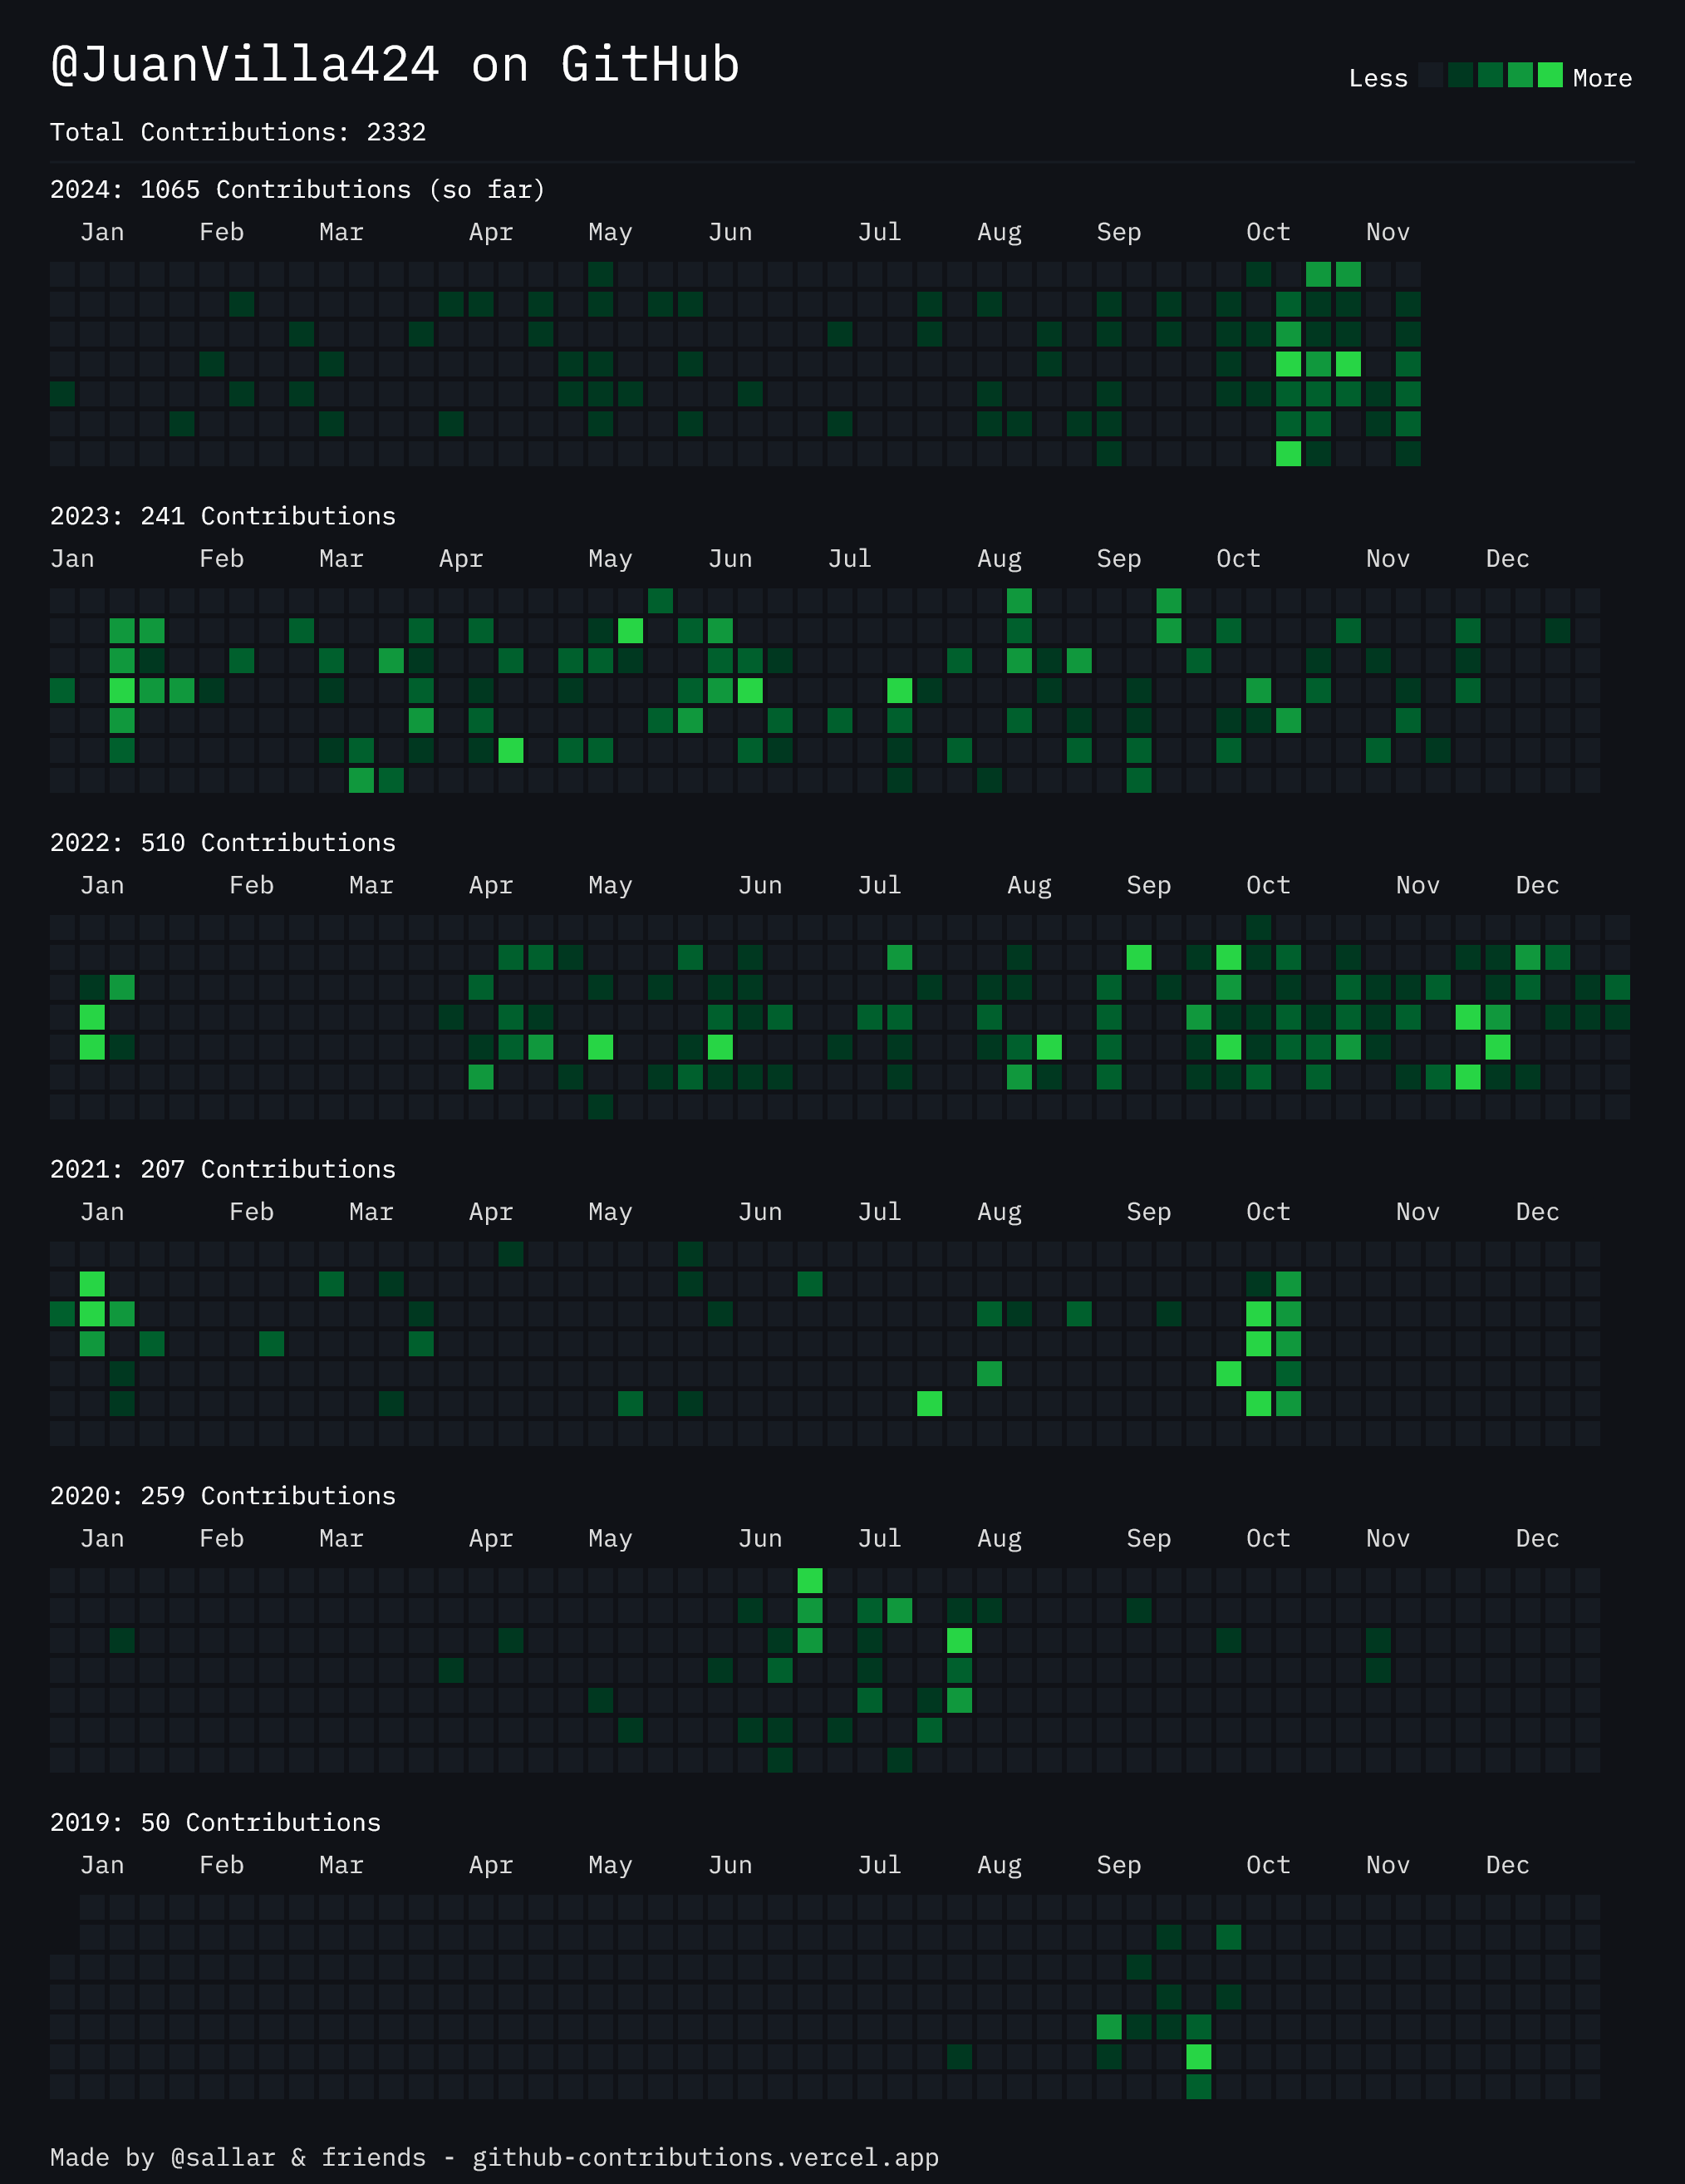 @JuanVilla424 on GitHub
Less More
Total Contributions: 2332
2024: 1065 Contributions (so far)
Jan Feb Mar Apr May Jun Jul Aug Sep Oct Nov
2023: 241 Contributions
Jan Feb Mar Apr May Jun Jul Aug Sep Oct Nov Dec
2022: 510 Contributions
Jan Feb Mar Apr May Jun Jul Aug Sep Oct Nov Dec
2021: 207 Contributions
Jan Feb Mar Apr May Jun Jul Aug Sep Oct Nov Dec
2020: 259 Contributions
Jan Feb Mar Apr May Jun Jul Aug Sep Oct Nov Dec
2019: 50 Contributions
Jan Feb Mar Apr May Jun Jul Aug Sep Oct Nov Dec
Made by @sallar & friends - github-contributions.vercel.app